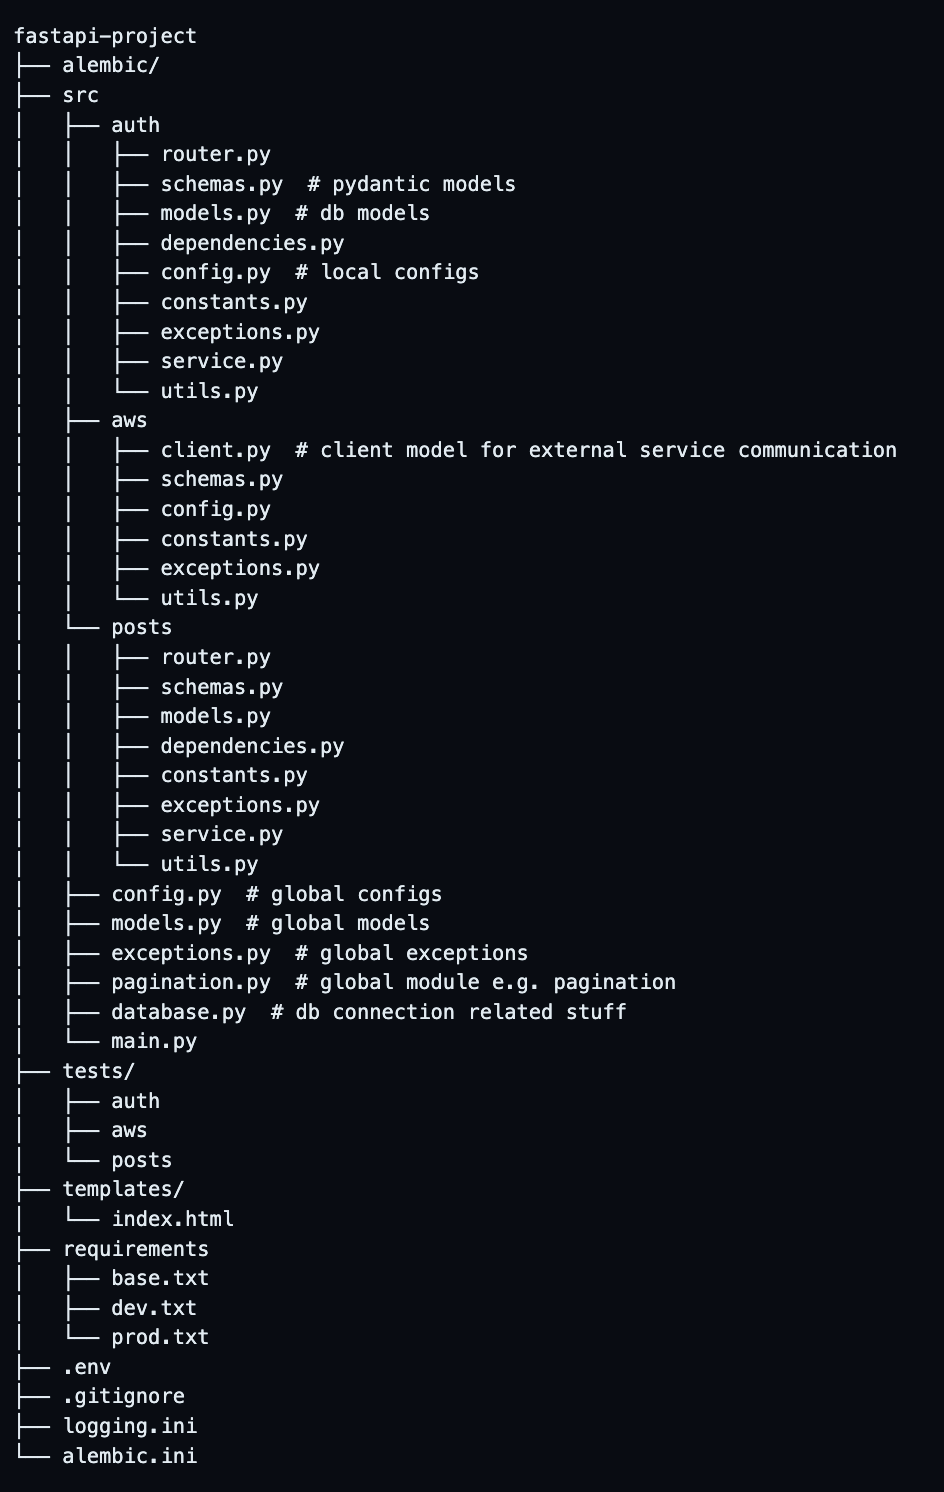 fastapi-project
├── alembic/
├── src
│   ├── auth
│   │   ├── router.py
│   │   ├── schemas.py  # pydantic models
│   │   ├── models.py  # db models
│   │   ├── dependencies.py
│   │   ├── config.py  # local configs
│   │   ├── constants.py
│   │   ├── exceptions.py
│   │   ├── service.py
│   │   └── utils.py
│   ├── aws
│   │   ├── client.py  # client model for external service communication
│   │   ├── schemas.py
│   │   ├── config.py
│   │   ├── constants.py
│   │   ├── exceptions.py
│   │   └── utils.py
│   └── posts
│   │   ├── router.py
│   │   ├── schemas.py
│   │   ├── models.py
│   │   ├── dependencies.py
│   │   ├── constants.py
│   │   ├── exceptions.py
│   │   ├── service.py
│   │   └── utils.py
│   ├── config.py  # global configs
│   ├── models.py  # global models
│   ├── exceptions.py  # global exceptions
│   ├── pagination.py  # global module e.g. pagination
│   ├── database.py  # db connection related stuff
│   └── main.py
├── tests/
│   ├── auth
│   ├── aws
│   └── posts
├── templates/
│   └── index.html
├── requirements
│   ├── base.txt
│   ├── dev.txt
│   └── prod.txt
├── .env
├── .gitignore
├── logging.ini
└── alembic.ini